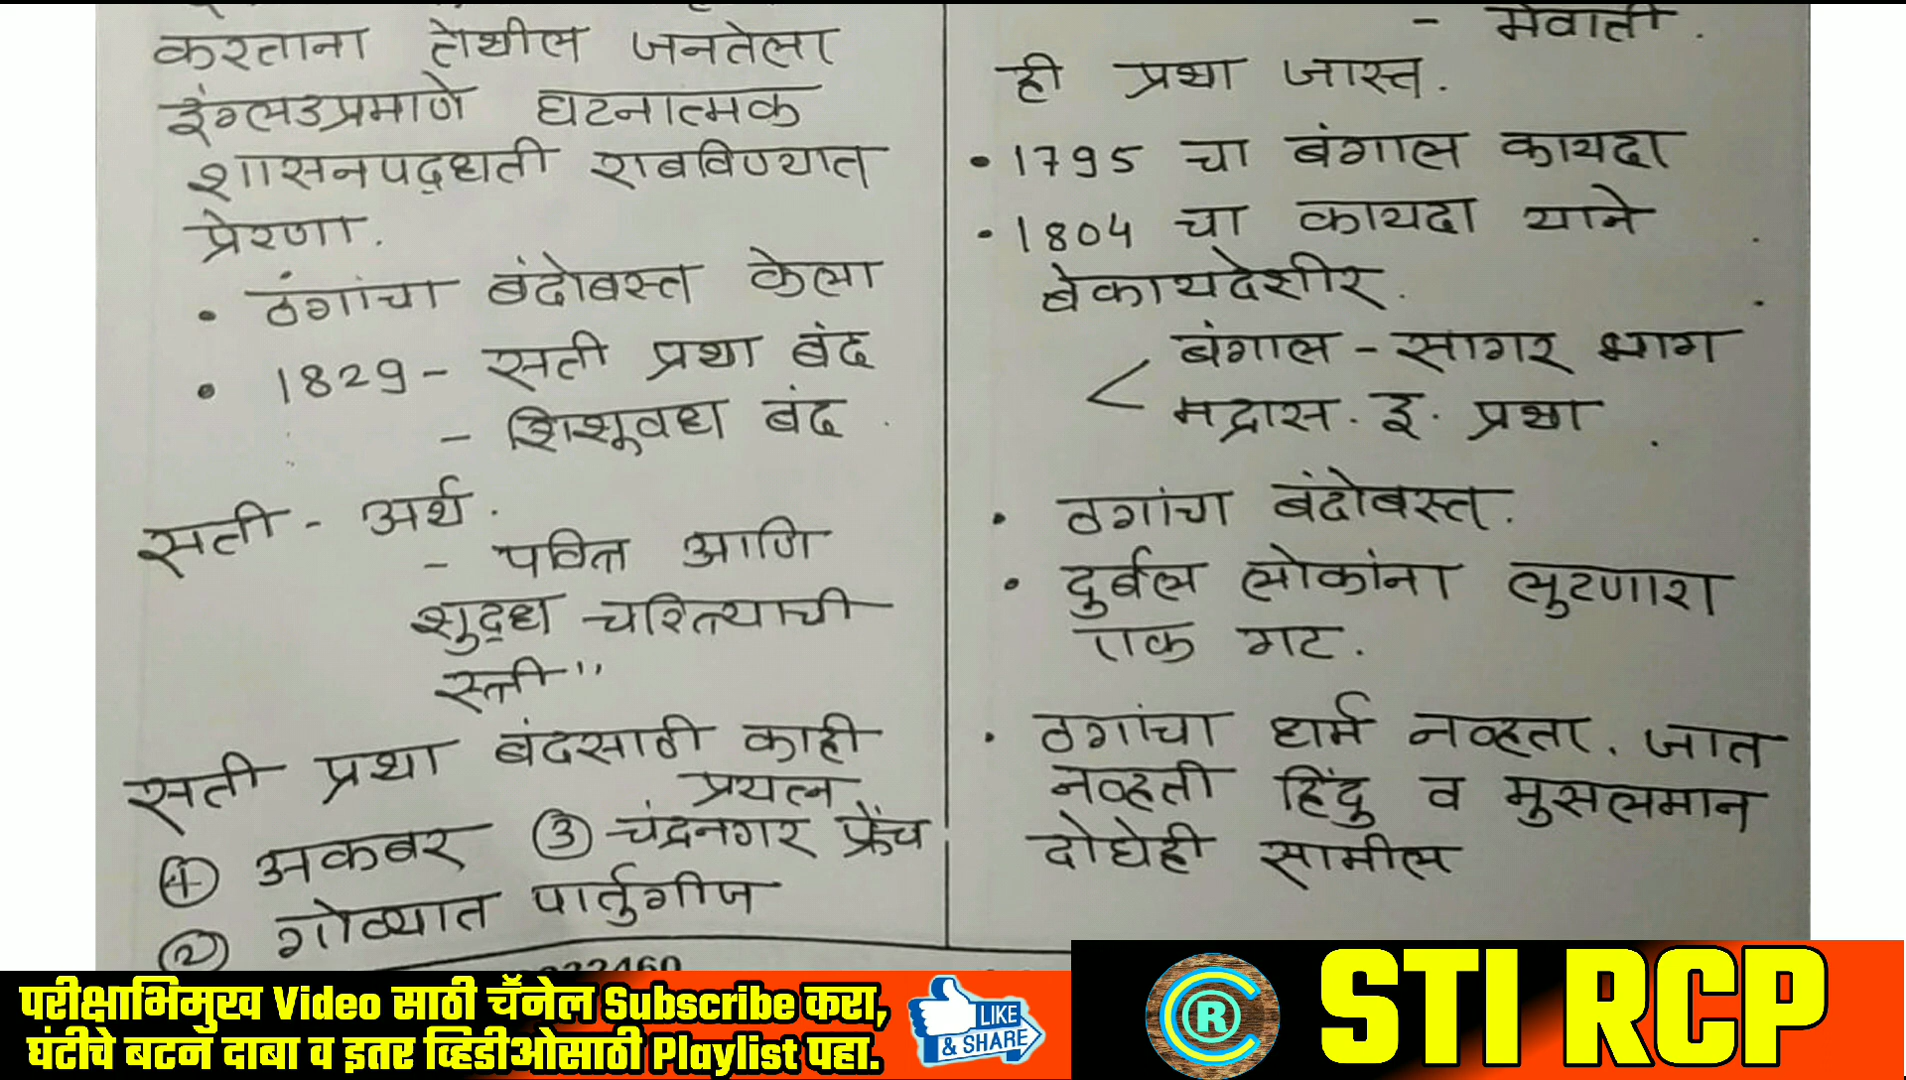 करताना तेथील जनतेला
इंग्लडप्रमाणे घटनात्मक
शासनपद्धती राबविण्यात
प्रेरणा.
• ठगांचा बंदोबस्त केला
• 1829 - सती प्रथा बंद
- शिशूवध बंद.
सती - अर्थ.
- पवित्र आणि
शुद्ध चरित्र्याची
स्त्री"
सती प्रथा बंदसाठी काही
प्रयत्न
① अकबर ③ चंद्रनगर फ्रेंच
② गोव्यात पार्तुगीज
- मेवाती.
ही प्रथा जास्त.
• 1795 चा बंगाल कायदा
• 1804 चा कायदा याने
बेकायदेशीर.
< बंगाल - सागर भाग
मद्रास. इ. प्रथा.
• ठगांचा बंदोबस्त.
• दुर्बल लोकांना लुटणारा
एक गट.
• ठगांचा धार्म नव्हता. जात
नव्हती हिंदु व मुसलमान
दोघेही सामील
परीक्षाभिमुख Video साठी चॅनेल Subscribe करा,
घंटीचे बटन दाबा व इतर व्हिडीओसाठी Playlist पहा.
LIKE
& SHARE
R
STI RCP